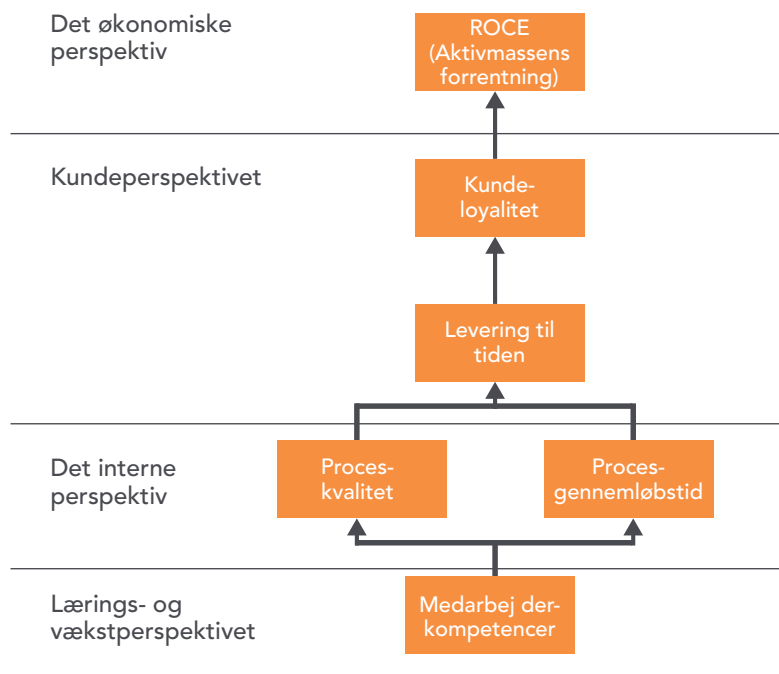 Det økonomiske
perspektiv
ROCE
(Aktivmassens
forrentning)
Kundeperspektivet
Kunde-
loyalitet
Levering til
tiden
Det interne
perspektiv
Proces-
kvalitet
Proces-
gennemløbstid
Lærings- og
vækstperspektivet
Medarbej der-
kompetencer